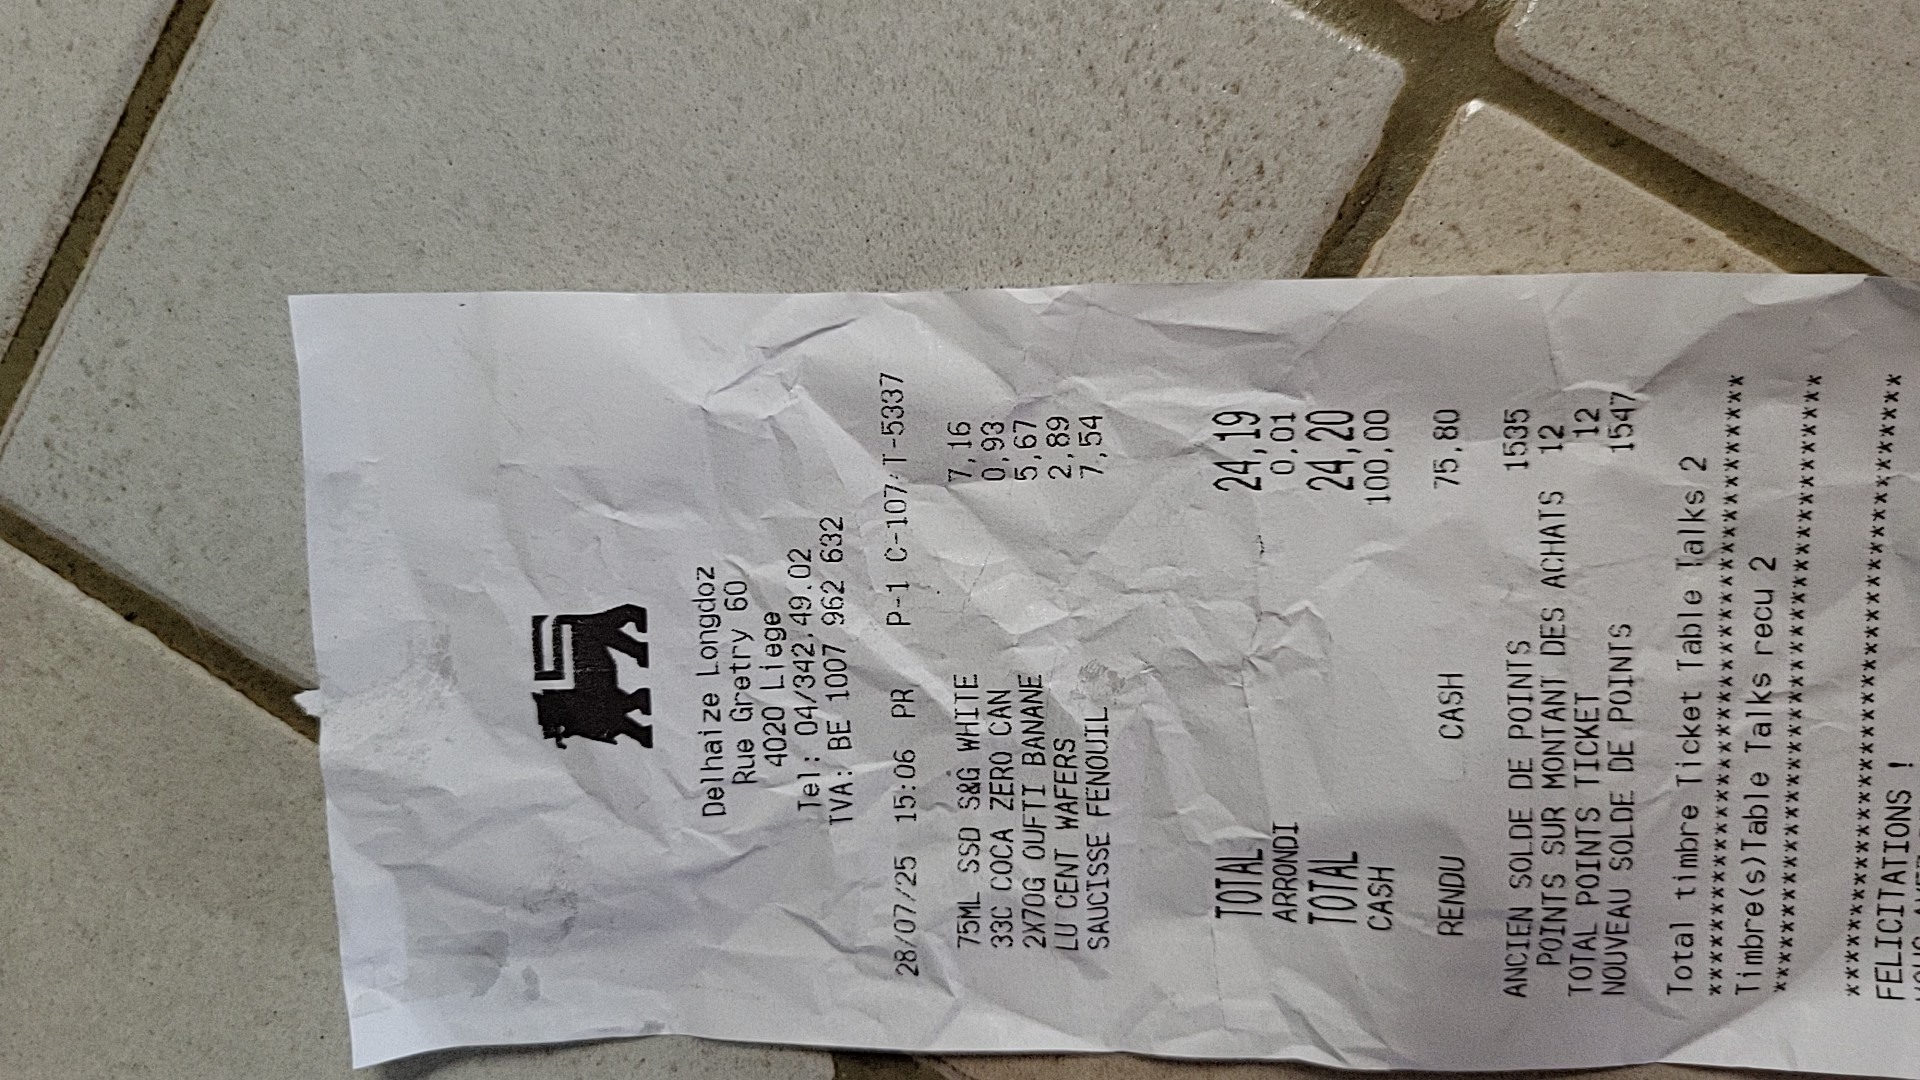 Delhaize Longdoz
Rue Gretry 60
4020 Liege
Tel: 04/342.49.02
TVA: BE 1007 962 632
28/07/25 15:06 PR P-1 C-107 T-5337
75ML SSD S&G WHITE 7,16
33C COCA ZERO CAN 0,93
2X70G OUFTI BANANE 5,67
LU CENT WAFERS 2,89
SAUCISSE FENOUIL 7,54
TOTAL 24,19
ARRONDI 0,01
TOTAL 24,20
CASH 100,00
RENDU CASH 75,80
ANCIEN SOLDE DE POINTS 1535
POINTS SUR MONTANT DES ACHATS 12
TOTAL POINTS TICKET 12
NOUVEAU SOLDE DE POINTS 1547
Total timbre Ticket Table Talks 2
****************************************
Timbre(s)Table Talks recu 2
****************************************
****************************************
FELICITATIONS !